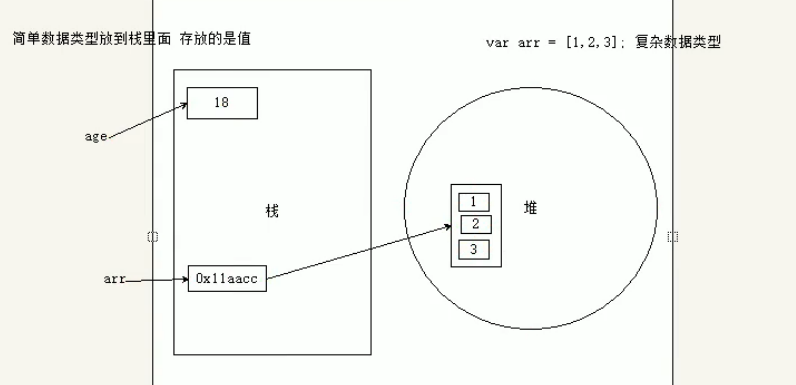 简单数据类型放到栈里面 存放的是值
var arr = [1,2,3]; 复杂数据类型
18
age
栈
堆
1
2
3
arr
0x11aacc